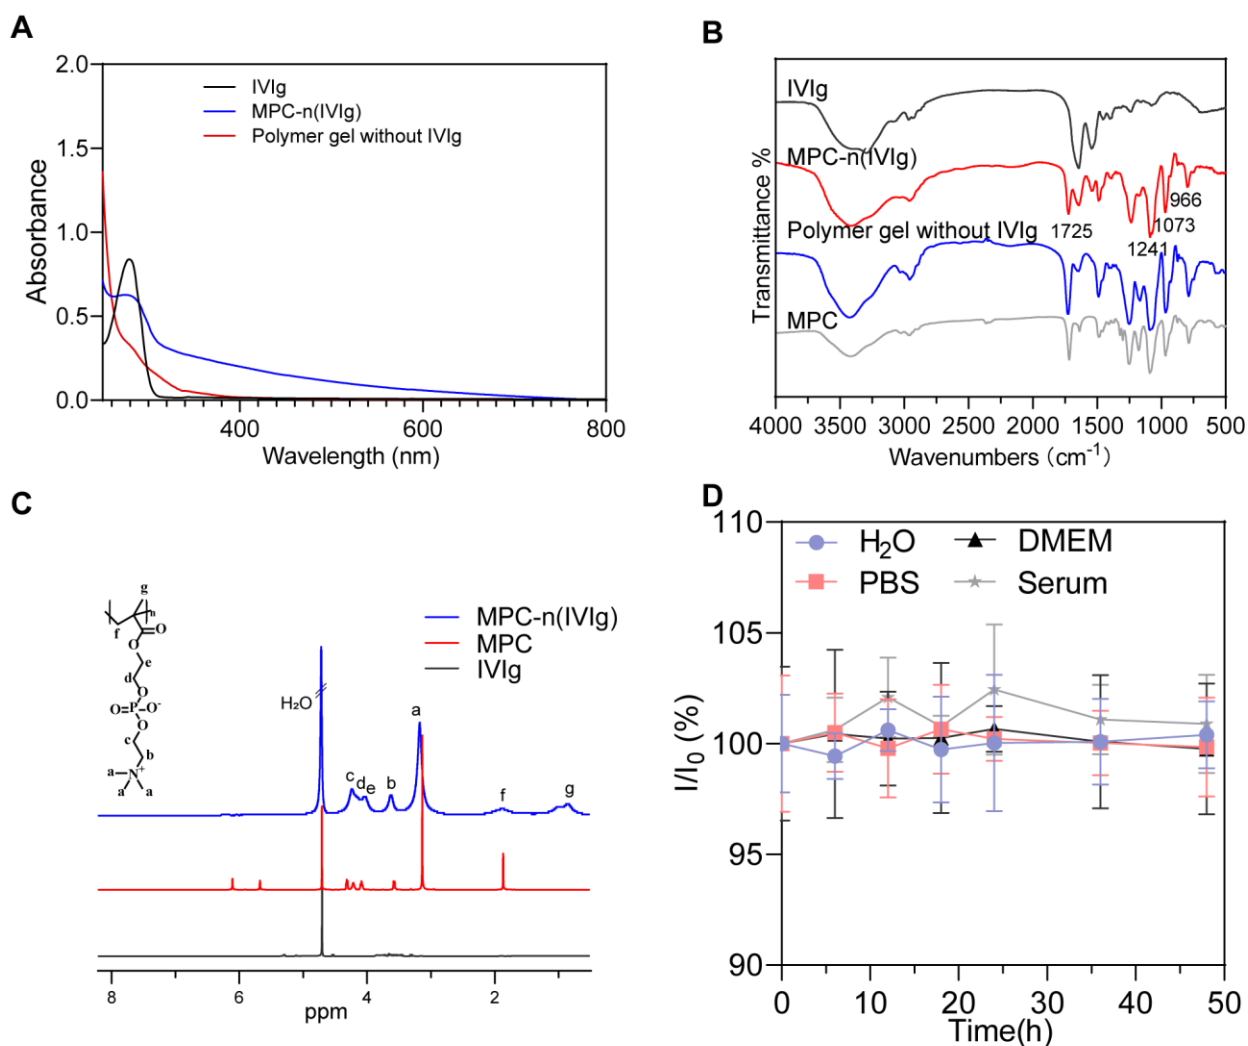 A
2.0
1.5
1.0
0.5
0.0
Absorbance
IVIg
MPC-n(IVIg)
Polymer gel without IVIg
400
600
800
Wavelength (nm)
B
Transmittance %
IVIg
MPC-n(IVIg)
Polymer gel without IVIg
MPC
1725
1241
1073
966
4000 3500 3000 2500 2000 1500 1000 500
Wavenumbers (cm⁻¹)
C
g
n
f
O
O
e
d
O
O=P-O⁻
O
c
b
a N⁺
a a
MPC-n(IVIg)
MPC
IVIg
H₂O
c
d
e
b
a
f
g
8 6 4 2
ppm
D
110
105
100
95
90
I/I₀ (%)
H₂O
DMEM
PBS
Serum
0 10 20 30 40 50
Time(h)